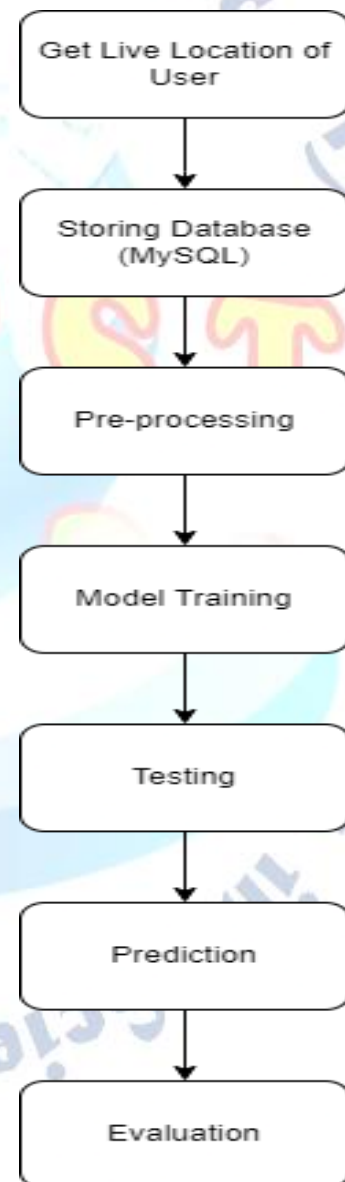 Get Live Location of
User
Storing Database
(MySQL)
Pre-processing
Model Training
Testing
Prediction
Evaluation